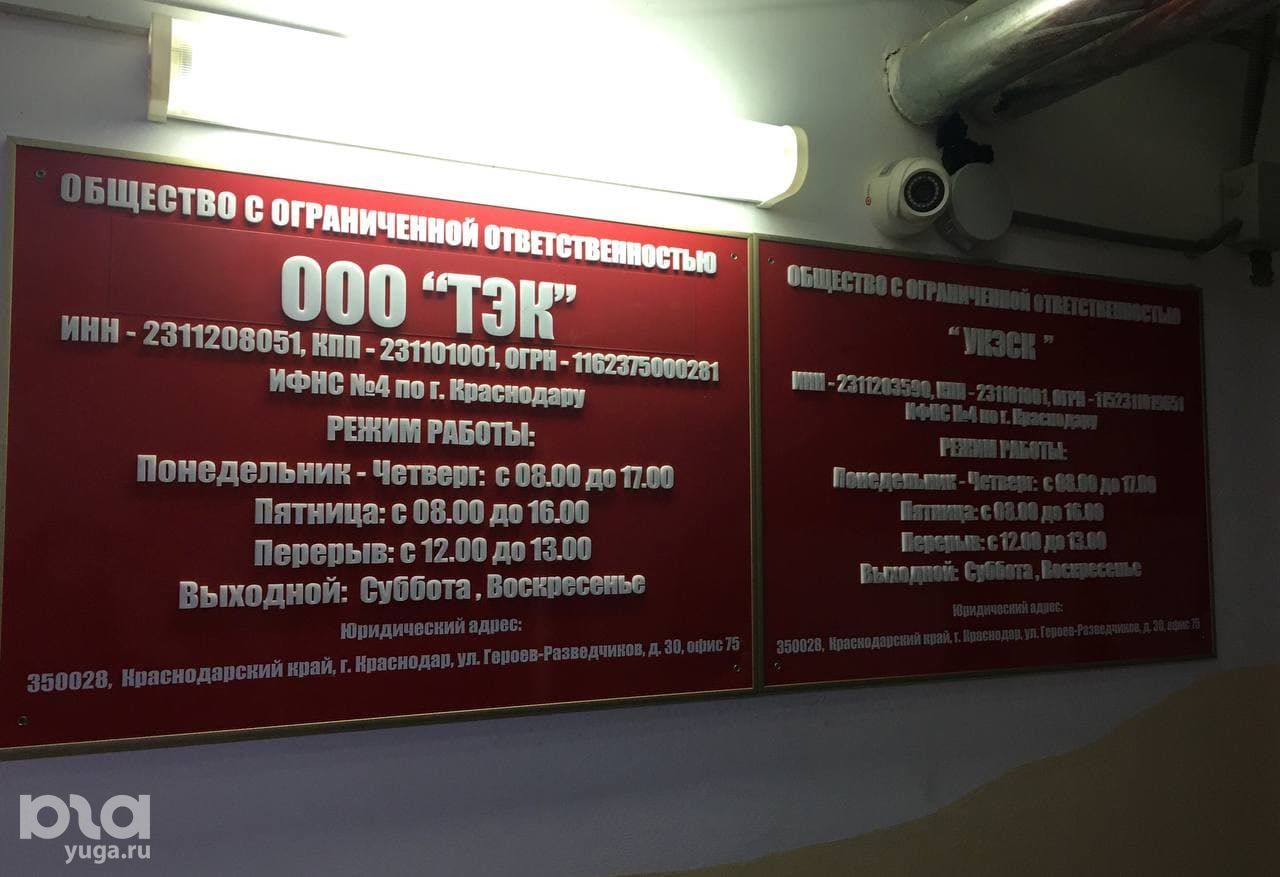 ОБЩЕСТВО С ОГРАНИЧЕННОЙ ОТВЕТСТВЕННОСТЬЮ
ООО “ТЭК”
ИНН - 2311208051, КПП - 231101001, ОГРН - 1162375000281
ИФНС №4 по г. Краснодару
РЕЖИМ РАБОТЫ:
Понедельник - Четверг: с 08.00 до 17.00
Пятница: с 08.00 до 16.00
Перерыв: с 12.00 до 13.00
Выходной: Суббота , Воскресенье
Юридический адрес:
350028, Краснодарский край, г. Краснодар, ул. Героев-Разведчиков, д. 30, офис 75
ОБЩЕСТВО С ОГРАНИЧЕННОЙ ОТВЕТСТВЕННОСТЬЮ
“ УКЭСК ”
ИНН - 2311203590, КПП - 231101001, ОГРН -
ИФНС №4 по г. Краснодару
РЕЖИМ РАБОТЫ:
Понедельник - Четверг: с 08.00 до 17.00
Пятница: с 08.00 до 16.00
Перерыв: с 12.00 до 13.00
Выходной: Суббота , Воскресенье
Юридический адрес:
350028, Краснодарский край, г. Краснодар, ул. Героев-Разведчиков, д. 30, офис 75
yuga.ru